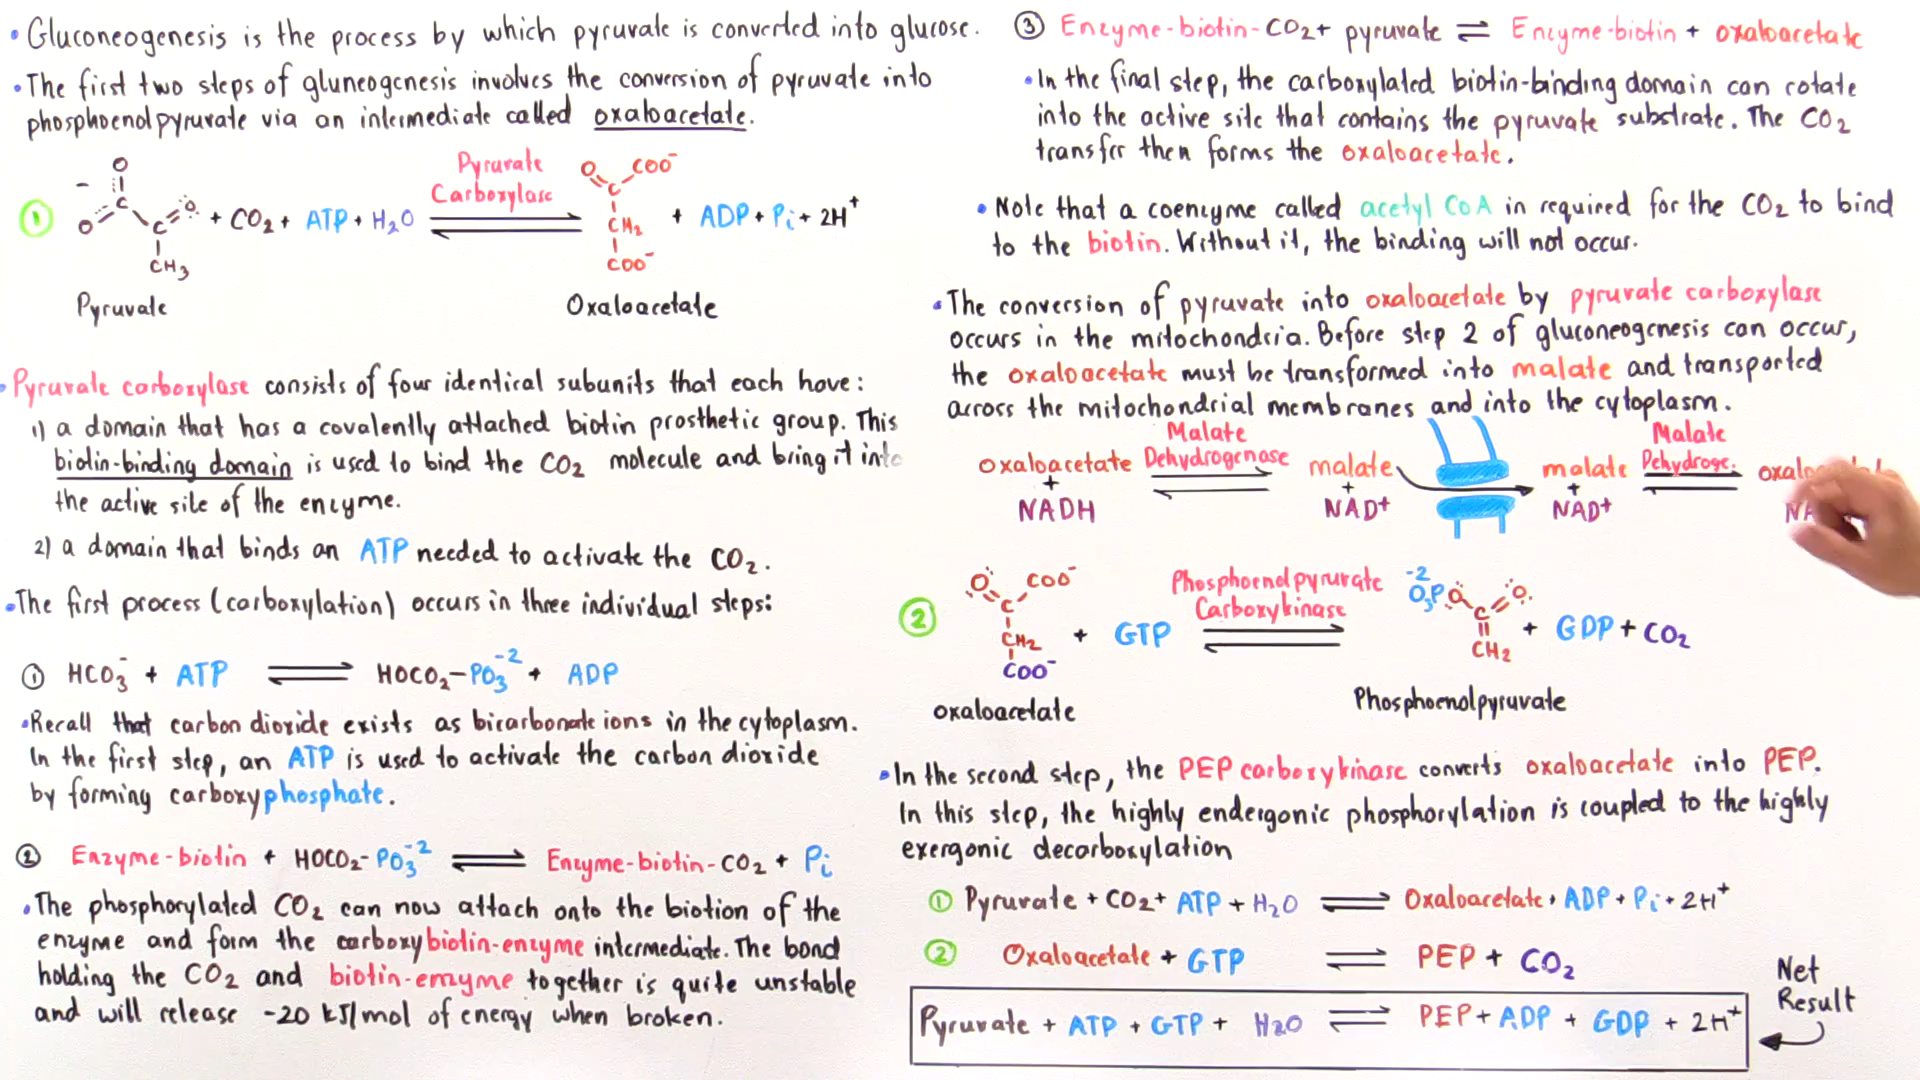 • Gluconeogenesis is the process by which pyruvate is converted into glucose.
• The first two steps of gluneogenesis involves the conversion of pyruvate into
phosphoenolpyruvate via an intermediate called oxaloacetate.
O
-
O C O
C
CH3
Pyruvate
① + CO2 + ATP + H2O ⇌ + ADP + Pi + 2H+
Pyruvate
Carboxylase
O COO-
C
CH2
COO-
Oxaloacetate
• Pyruvate carboxylase consists of four identical subunits that each have:
1) a domain that has a covalently attached biotin prosthetic group. This
biotin-binding domain is used to bind the CO2 molecule and bring it into
the active site of the enzyme.
2) a domain that binds an ATP needed to activate the CO2.
• The first process (carboxylation) occurs in three individual steps:
① HCO3- + ATP ⇌ HOCO2-PO3-2 + ADP
• Recall that carbon dioxide exists as bicarbonate ions in the cytoplasm.
In the first step, an ATP is used to activate the carbon dioxide
by forming carboxyphosphate.
② Enzyme-biotin + HOCO2-PO3-2 ⇌ Enzyme-biotin-CO2 + Pi
• The phosphorylated CO2 can now attach onto the biotion of the
enzyme and form the carboxybiotin-enzyme intermediate. The bond
holding the CO2 and biotin-enzyme together is quite unstable
and will release -20 kJ/mol of energy when broken.
③ Enzyme-biotin-CO2 + pyruvate ⇌ Enzyme-biotin + oxaloacetate
• In the final step, the carboxylated biotin-binding domain can rotate
into the active site that contains the pyruvate substrate. The CO2
transfer then forms the oxaloacetate.
• Note that a coenzyme called acetyl CoA in required for the CO2 to bind
to the biotin. Without it, the binding will not occur.
• The conversion of pyruvate into oxaloacetate by pyruvate carboxylase
occurs in the mitochondria. Before step 2 of gluconeogenesis can occur,
the oxaloacetate must be transformed into malate and transported
across the mitochondrial membranes and into the cytoplasm.
Malate Malate
oxaloacetate Dehydrogenase malate malate Dehydroge.
+ + +
NADH NAD+ NAD+
② O COO-
C
CH2
COO-
oxaloacetate
+ GTP ⇌
Phosphoenolpyruvate
Carboxykinase
-2
O3P O C O
CH2
Phosphoenolpyruvate
+ GDP + CO2
• In the second step, the PEP carboxykinase converts oxaloacetate into PEP.
In this step, the highly endergonic phosphorylation is coupled to the highly
exergonic decarboxylation
① Pyruvate + CO2 + ATP + H2O ⇌ Oxaloacetate + ADP + Pi + 2H+
② Oxaloacetate + GTP ⇌ PEP + CO2
Pyruvate + ATP + GTP + H2O ⇌ PEP + ADP + GDP + 2H+
Net
Result